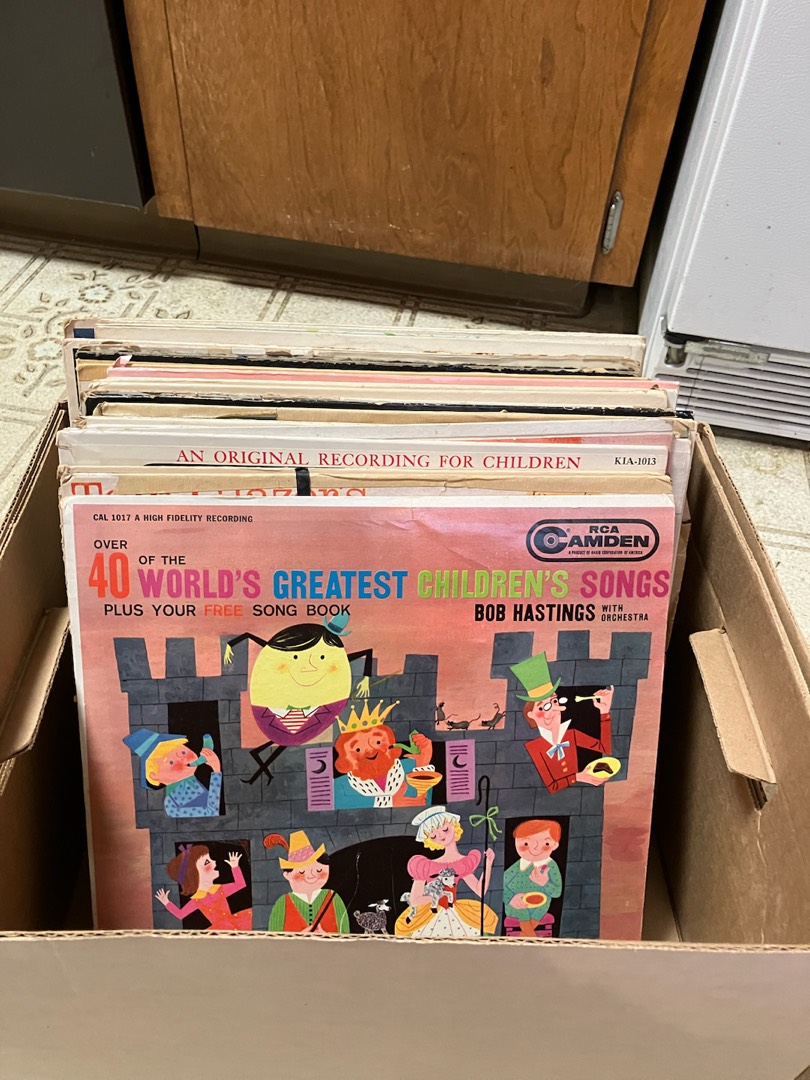 AN ORIGINAL RECORDING FOR CHILDREN KIA-1013
CAL 1017 A HIGH FIDELITY RECORDING
RCA
CAMDEN
OVER
40 OF THE WORLD'S GREATEST CHILDREN'S SONGS
PLUS YOUR FREE SONG BOOK
BOB HASTINGS WITH ORCHESTRA